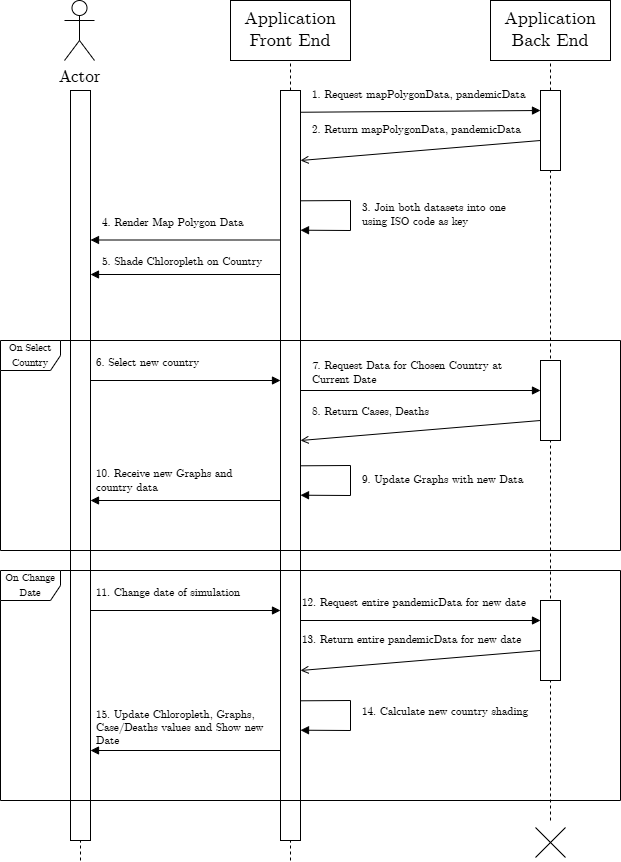 Application
Front End
Application
Back End
Actor
1. Request mapPolygonData, pandemicData
2. Return mapPolygonData, pandemicData
3. Join both datasets into one
using ISO code as key
4. Render Map Polygon Data
5. Shade Chloropleth on Country
On Select
Country
6. Select new country
7. Request Data for Chosen Country at
Current Date
8. Return Cases, Deaths
9. Update Graphs with new Data
10. Receive new Graphs and
country data
On Change
Date
11. Change date of simulation
12. Request entire pandemicData for new date
13. Return entire pandemicData for new date
14. Calculate new country shading
15. Update Chloropleth, Graphs,
Case/Deaths values and Show new
Date